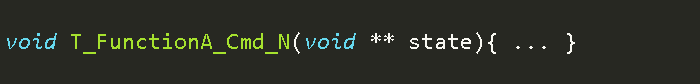 void T_FunctionA_Cmd_N(void ** state){ ... }